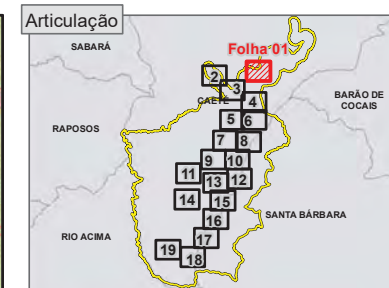 Articulação
SABARÁ
Folha 01
2
3
BARÃO DE
COCAIS
CAETÉ
4
5 6
RAPOSOS
7 8
9 10
11
13 12
14
15
SANTA BÁRBARA
16
RIO ACIMA
17
19
18